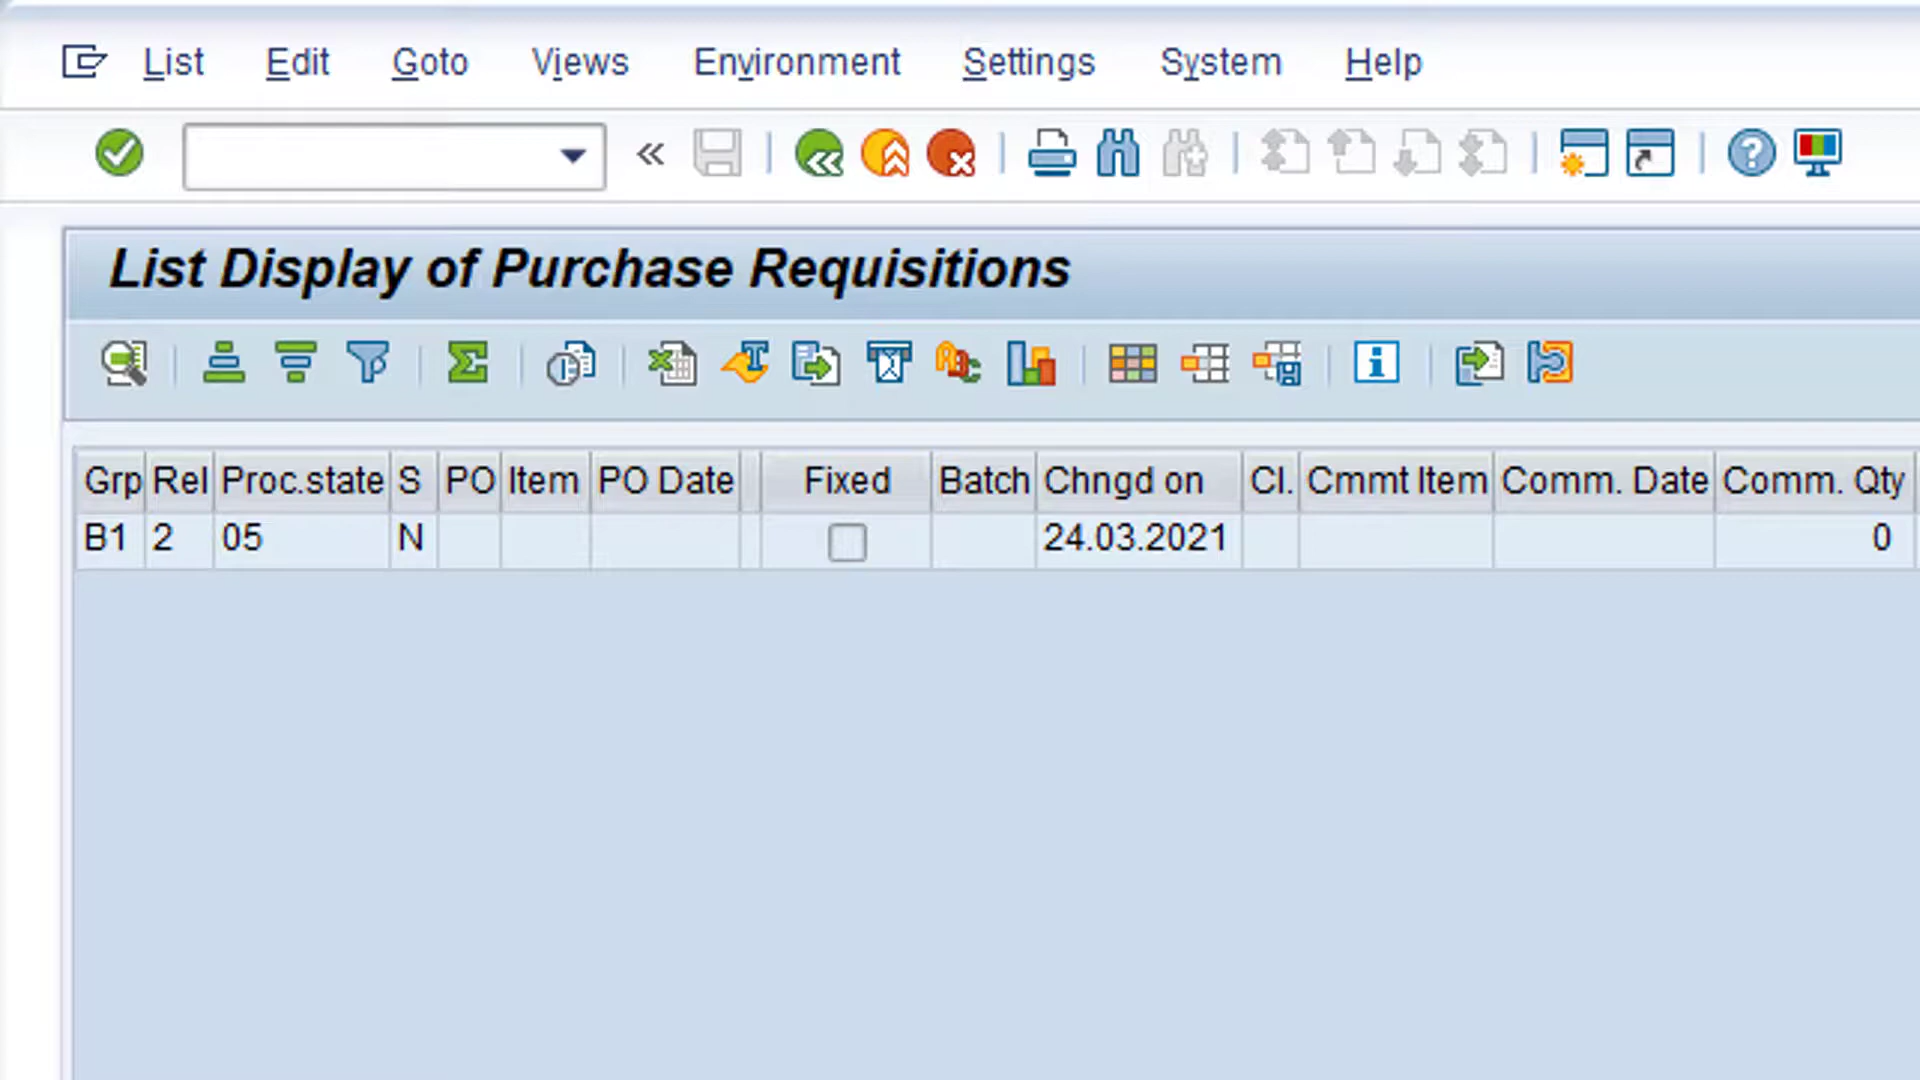 List Edit Goto Views Environment Settings System Help
List Display of Purchase Requisitions
Grp Rel Proc.state S PO Item PO Date Fixed Batch Chngd on Cl. Cmmt Item Comm. Date Comm. Qty
B1 2 05 N 24.03.2021 0